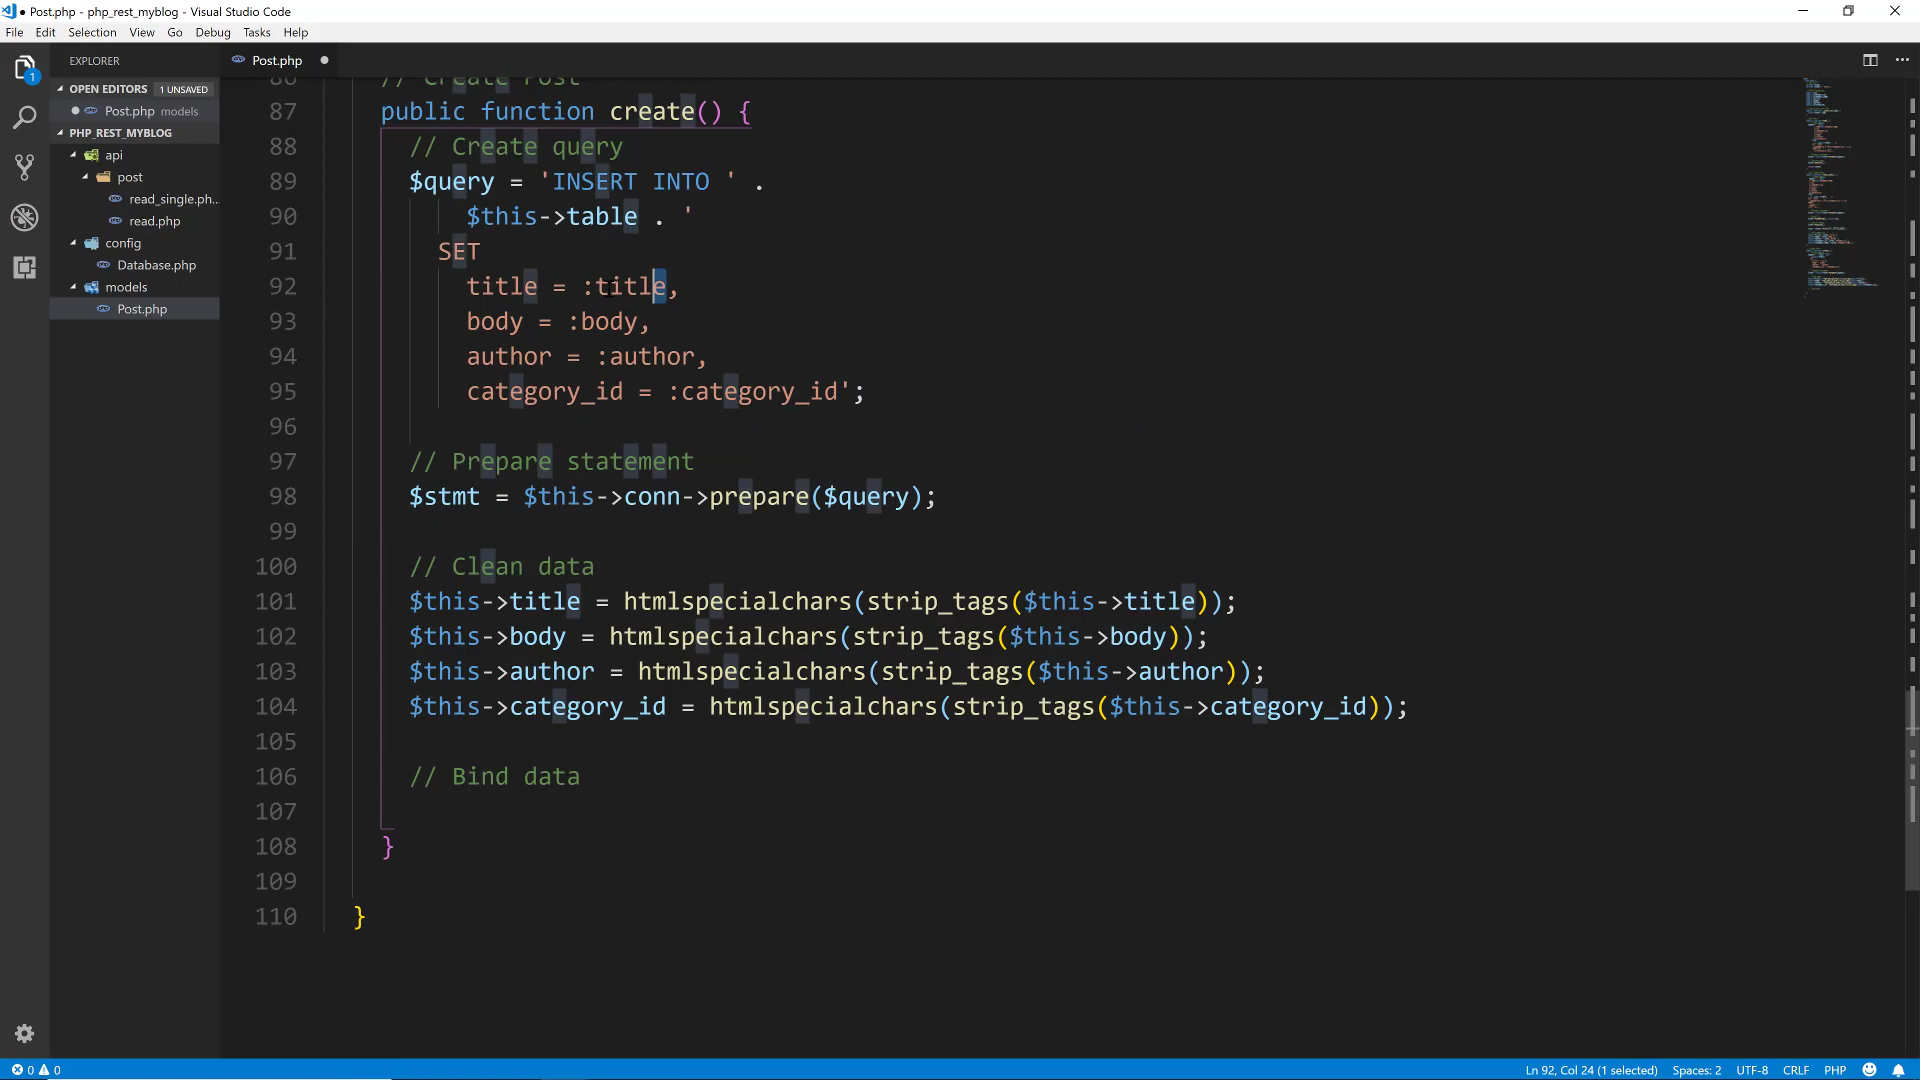 Post.php - php_rest_myblog - Visual Studio Code
File Edit Selection View Go Debug Tasks Help
EXPLORER
Post.php
OPEN EDITORS 1 UNSAVED
Post.php models
PHP_REST_MYBLOG
api
post
read_single.ph...
read.php
config
Database.php
models
Post.php
1
86 // Create Post
87 public function create() {
88 // Create query
89 $query = 'INSERT INTO ' .
90 $this->table . '
91 SET
92 title = :title,
93 body = :body,
94 author = :author,
95 category_id = :category_id';
96
97 // Prepare statement
98 $stmt = $this->conn->prepare($query);
99
100 // Clean data
101 $this->title = htmlspecialchars(strip_tags($this->title));
102 $this->body = htmlspecialchars(strip_tags($this->body));
103 $this->author = htmlspecialchars(strip_tags($this->author));
104 $this->category_id = htmlspecialchars(strip_tags($this->category_id));
105
106 // Bind data
107
108 }
109
110 }
0 0 Ln 92, Col 24 (1 selected) Spaces: 2 UTF-8 CRLF PHP